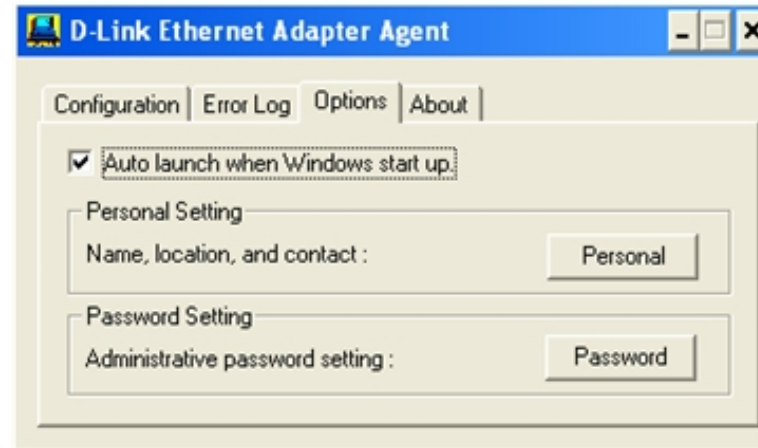 D-Link Ethernet Adapter Agent
Configuration Error Log Options About
Auto launch when Windows start up.
Personal Setting
Name, location, and contact : Personal
Password Setting
Administrative password setting : Password